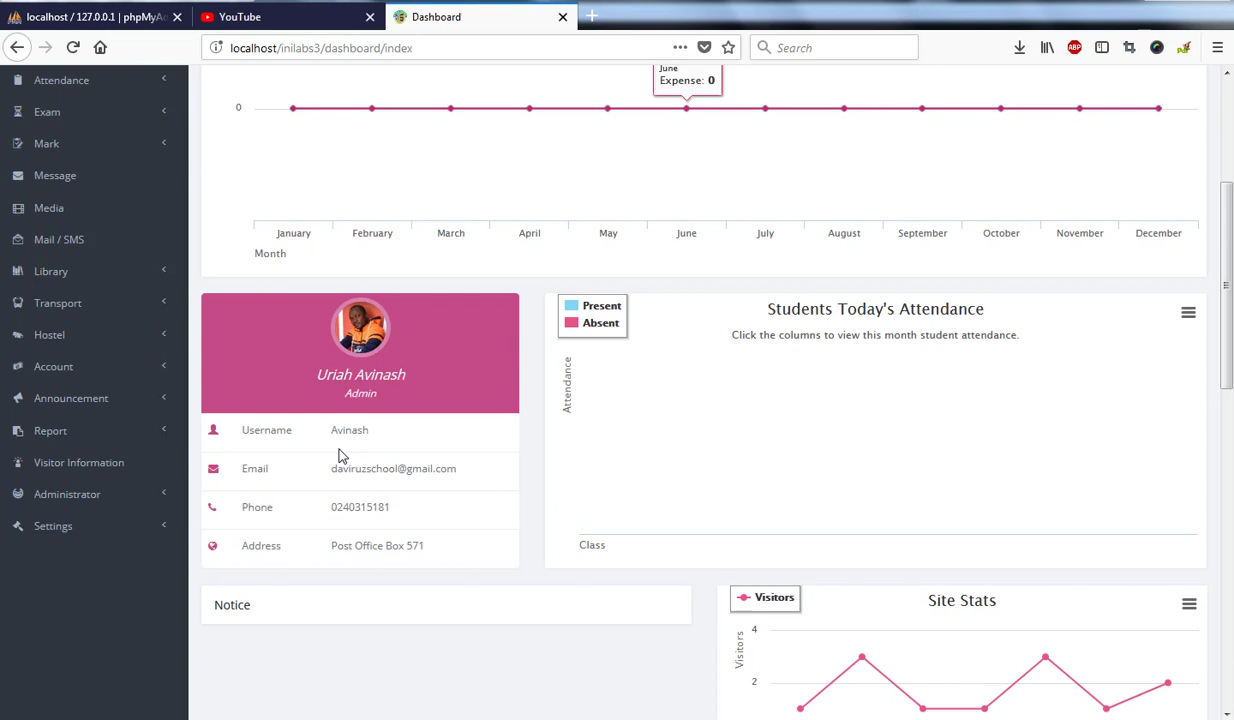 localhost / 127.0.0.1 | phpMyAd
YouTube
Dashboard
localhost/inilabs3/dashboard/index
Search
ABP
Attendance
Exam
Mark
Message
Media
Mail / SMS
Library
Transport
Hostel
Account
Announcement
Report
Visitor Information
Administrator
Settings
June
Expense: 0
0
January February March April May June July August September October November December
Month
Uriah Avinash
Admin
Username Avinash
Email daviruzschool@gmail.com
Phone 0240315181
Address Post Office Box 571
Present
Absent
Students Today's Attendance
Click the columns to view this month student attendance.
Attendance
Class
Notice
Visitors
Site Stats
Visitors
4
2